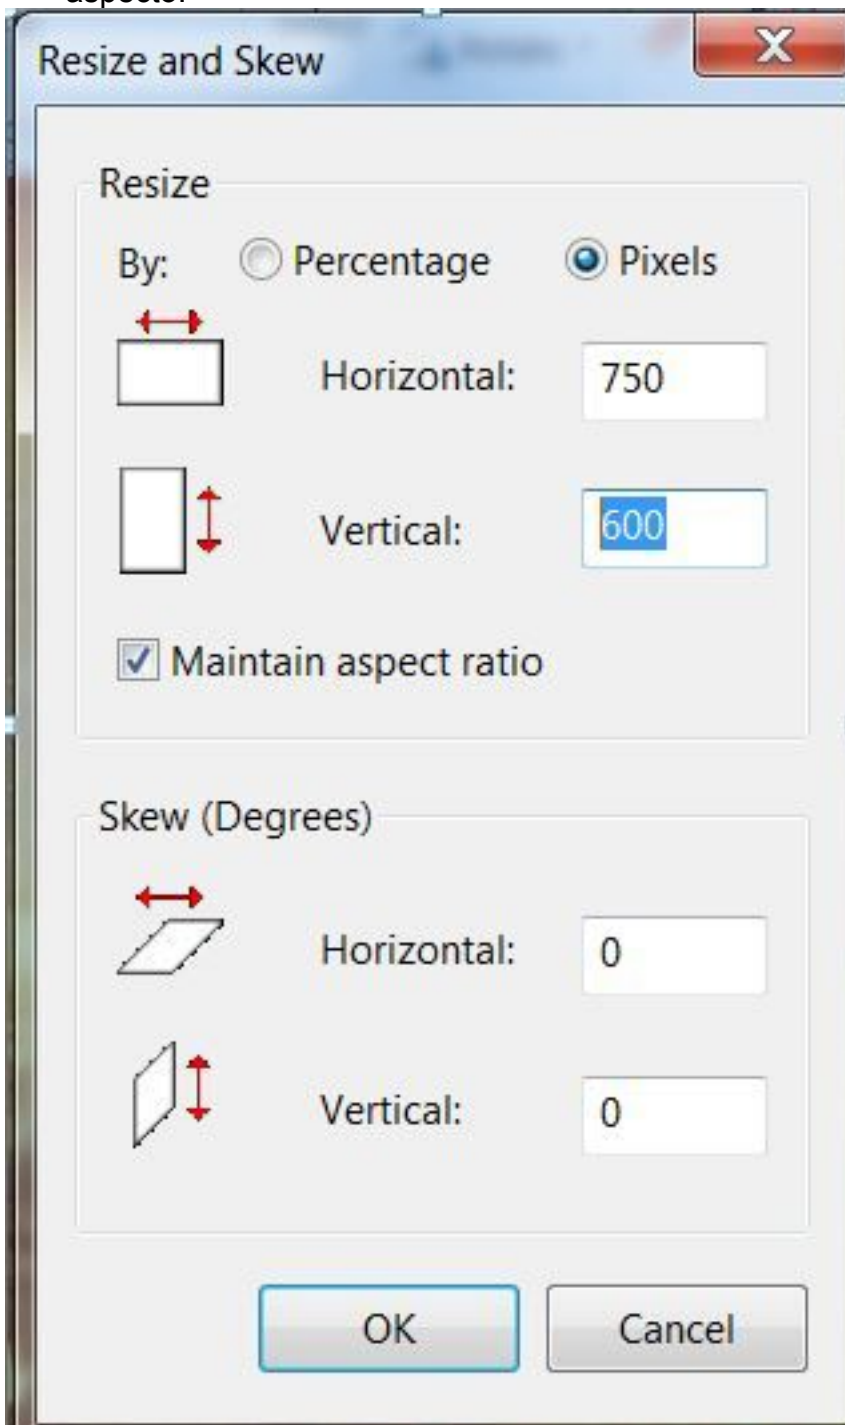 Resize and Skew
Resize
By: Percentage Pixels
Horizontal: 750
Vertical: 600
Maintain aspect ratio
Skew (Degrees)
Horizontal: 0
Vertical: 0
OK Cancel